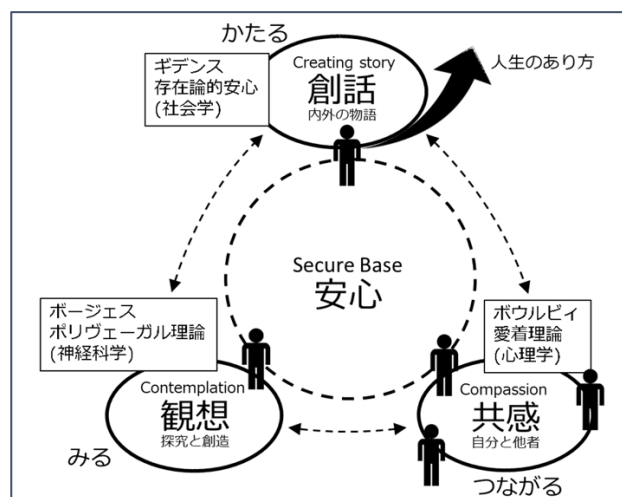 かたる
ギデンス
存在論的安心
(社会学)
Creating story
創話
内外の物語
人生のあり方
Secure Base
安心
ボージェス
ポリヴェーガル理論
(神経科学)
Contemplation
観想
探究と創造
みる
ボウルビィ
愛着理論
(心理学)
Compassion
共感
自分と他者
つながる